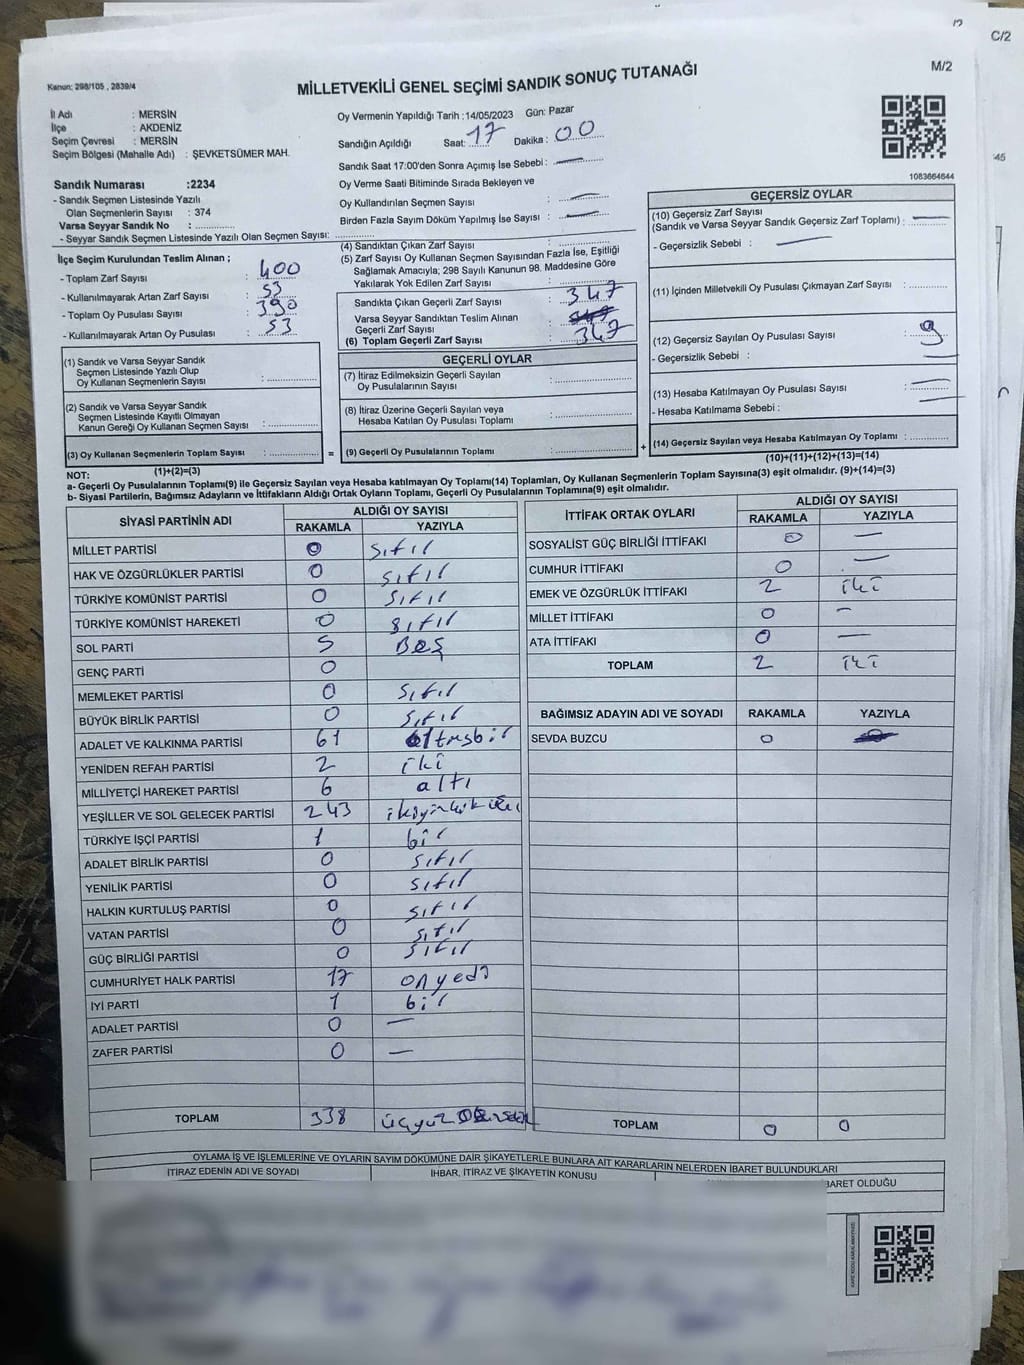 C/2
M/2
Kanun: 298/105 , 2839/4
MİLLETVEKİLİ GENEL SEÇİMİ SANDIK SONUÇ TUTANAĞI
İl Adı : MERSİN
İlçe : AKDENİZ
Seçim Çevresi : MERSİN
Seçim Bölgesi (Mahalle Adı) : ŞEVKETSÜMER MAH.
Oy Vermenin Yapıldığı Tarih :14/05/2023 Gün: Pazar
Sandığın Açıldığı Saat: 17 Dakika : 00
Sandık Saat 17:00'den Sonra Açımış İse Sebebi :
Oy Verme Saati Bitiminde Sırada Bekleyen ve
Oy Kullandırılan Seçmen Sayısı :
Birden Fazla Sayım Döküm Yapılmış İse Sayısı :
1083664644
:45
Sandık Numarası :2234
- Sandık Seçmen Listesinde Yazılı
Olan Seçmenlerin Sayısı : 374
Varsa Seyyar Sandık No :
- Seyyar Sandık Seçmen Listesinde Yazılı Olan Seçmen Sayısı:
İlçe Seçim Kurulundan Teslim Alınan ;
- Toplam Zarf Sayısı : 400
- Kullanılmayarak Artan Zarf Sayısı : 53
- Toplam Oy Pusulası Sayısı : 390
- Kullanılmayarak Artan Oy Pusulası : 53
(4) Sandıktan Çıkan Zarf Sayısı :
(5) Zarf Sayısı Oy Kullanan Seçmen Sayısından Fazla İse, Eşitliği
Sağlamak Amacıyla; 298 Sayılı Kanunun 98. Maddesine Göre
Yakılarak Yok Edilen Zarf Sayısı :
Sandıkta Çıkan Geçerli Zarf Sayısı : 347
Varsa Seyyar Sandıktan Teslim Alınan
Geçerli Zarf Sayısı :
(6) Toplam Geçerli Zarf Sayısı : 347
GEÇERSİZ OYLAR
(10) Geçersiz Zarf Sayısı
(Sandık ve Varsa Seyyar Sandık Geçersiz Zarf Toplamı) :
- Geçersizlik Sebebi :
(11) İçinden Milletvekili Oy Pusulası Çıkmayan Zarf Sayısı :
(12) Geçersiz Sayılan Oy Pusulası Sayısı : 9
- Geçersizlik Sebebi :
(13) Hesaba Katılmayan Oy Pusulası Sayısı :
- Hesaba Katılmama Sebebi :
(14) Geçersiz Sayılan veya Hesaba Katılmayan Oy Toplamı :
(10)+(11)+(12)+(13)=(14)
(1) Sandık ve Varsa Seyyar Sandık
Seçmen Listesinde Yazılı Olup
Oy Kullanan Seçmenlerin Sayısı :
(2) Sandık ve Varsa Seyyar Sandık
Seçmen Listesinde Kayıtlı Olmayan
Kanun Gereği Oy Kullanan Seçmen Sayısı :
(3) Oy Kullanan Seçmenlerin Toplam Sayısı :
(1)+(2)=(3)
=
GEÇERLİ OYLAR
(7) İtiraz Edilmeksizin Geçerli Sayılan
Oy Pusulalarının Sayısı :
(8) İtiraz Üzerine Geçerli Sayılan veya
Hesaba Katılan Oy Pusulası Toplamı :
(9) Geçerli Oy Pusulalarının Toplamı :
+
NOT:
a- Geçerli Oy Pusulalarının Toplamı(9) ile Geçersiz Sayılan veya Hesaba katılmayan Oy Toplamı(14) Toplamları, Oy Kullanan Seçmenlerin Toplam Sayısına(3) eşit olmalıdır. (9)+(14)=(3)
b- Siyasi Partilerin, Bağımsız Adayların ve İttifakların Aldığı Ortak Oyların Toplamı, Geçerli Oy Pusulalarının Toplamına(9) eşit olmalıdır.
SİYASİ PARTİNİN ADI ALDIĞI OY SAYISI
RAKAMLA YAZIYLA
MİLLET PARTİSİ 0 sıfır
HAK VE ÖZGÜRLÜKLER PARTİSİ 0 sıfır
TÜRKİYE KOMÜNİST PARTİSİ 0 sıfır
TÜRKİYE KOMÜNİST HAREKETİ 0 sıfır
SOL PARTİ 5 Beş
GENÇ PARTİ 0
MEMLEKET PARTİSİ 0 sıfır
BÜYÜK BİRLİK PARTİSİ 0 sıfır
ADALET VE KALKINMA PARTİSİ 61 altmışbir
YENİDEN REFAH PARTİSİ 2 iki
MİLLİYETÇİ HAREKET PARTİSİ 6 altı
YEŞİLLER VE SOL GELECEK PARTİSİ 243
TÜRKİYE İŞÇİ PARTİSİ 1 bir
ADALET BİRLİK PARTİSİ 0 sıfır
YENİLİK PARTİSİ 0 sıfır
HALKIN KURTULUŞ PARTİSİ 0 sıfır
VATAN PARTİSİ 0 sıfır
GÜÇ BİRLİĞİ PARTİSİ 0 sıfır
CUMHURİYET HALK PARTİSİ 17 onyedi
İYİ PARTİ 1 bir
ADALET PARTİSİ 0 —
ZAFER PARTİSİ 0 —
TOPLAM 338
İTTİFAK ORTAK OYLARI ALDIĞI OY SAYISI
RAKAMLA YAZIYLA
SOSYALİST GÜÇ BİRLİĞİ İTTİFAKI 0 —
CUMHUR İTTİFAKI 0 —
EMEK VE ÖZGÜRLÜK İTTİFAKI 2 iki
MİLLET İTTİFAKI 0 —
ATA İTTİFAKI 0 —
TOPLAM 2 iki
BAĞIMSIZ ADAYIN ADI VE SOYADI RAKAMLA YAZIYLA
SEVDA BUZCU 0
TOPLAM 0 0
OYLAMA İŞ VE İŞLEMLERİNE VE OYLARIN SAYIM DÖKÜMÜNE DAİR ŞİKAYETLERLE BUNLARA AİT KARARLARIN NELERDEN İBARET BULUNDUKLARI
İTİRAZ EDENİN ADI VE SOYADI İHBAR, İTİRAZ VE ŞİKAYETİN KONUSU BARET OLDUĞU